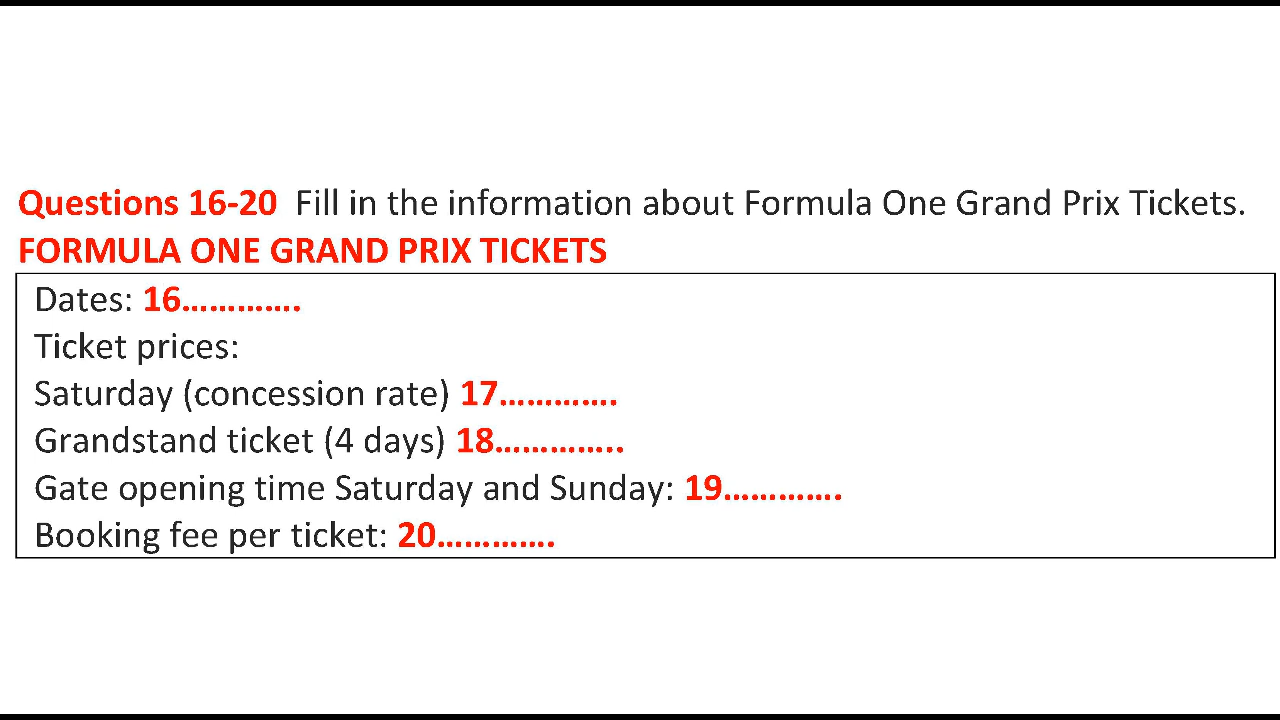 Questions 16-20 Fill in the information about Formula One Grand Prix Tickets.
FORMULA ONE GRAND PRIX TICKETS
Dates: 16………….
Ticket prices:
Saturday (concession rate) 17………….
Grandstand ticket (4 days) 18…………..
Gate opening time Saturday and Sunday: 19………….
Booking fee per ticket: 20………….